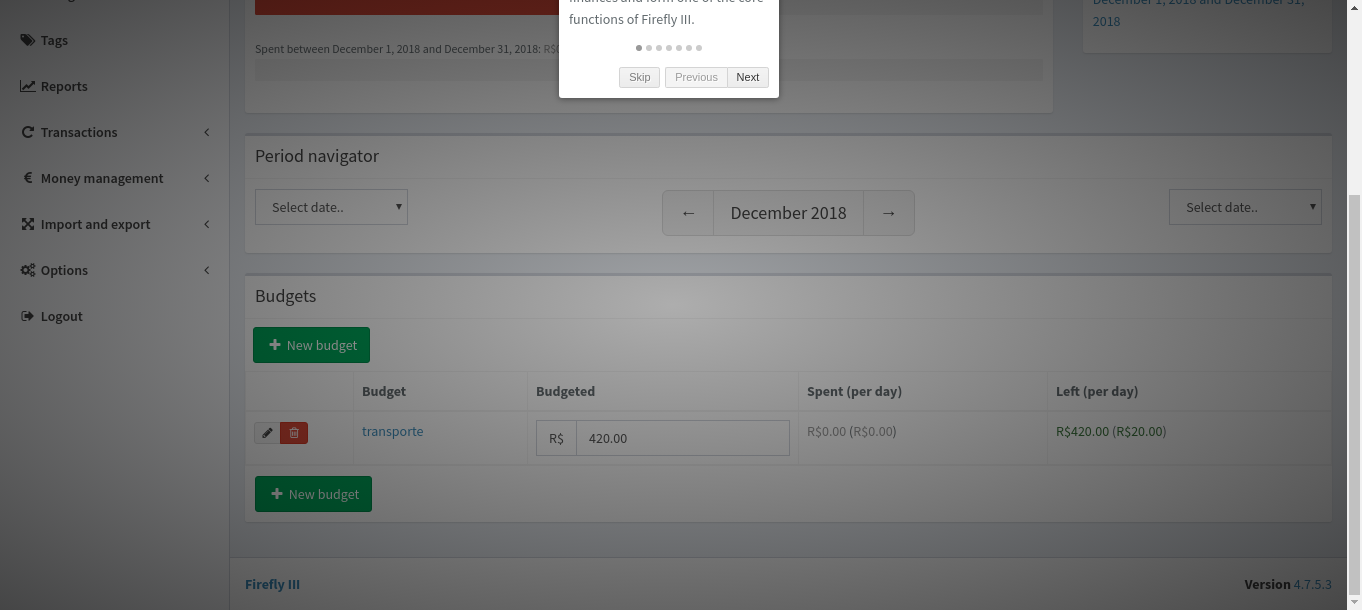 functions of Firefly III.
December 1, 2018 and December 31,
2018
Tags
Spent between December 1, 2018 and December 31, 2018:
Skip
Previous
Next
Reports
Transactions
Period navigator
€ Money management
Select date..
← December 2018 →
Select date..
Import and export
Options
Budgets
Logout
New budget
Budget Budgeted Spent (per day) Left (per day)
transporte R$ 420.00 R$0.00 (R$0.00) R$420.00 (R$20.00)
New budget
Firefly III
Version 4.7.5.3